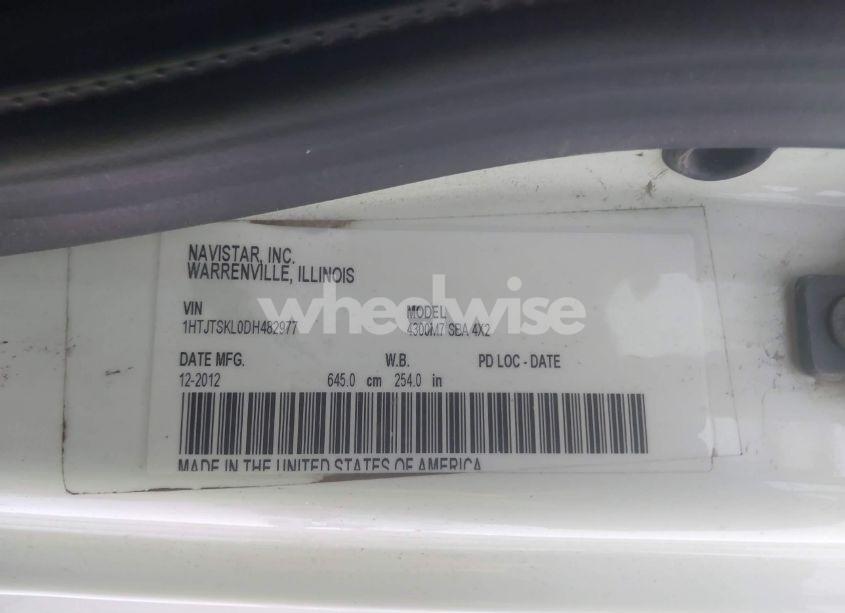 NAVISTAR, INC.
WARRENVILLE, ILLINOIS
wheelwise
VIN MODEL
1HTJTSKL0DH482977 4300M7 SBA 4X2
DATE MFG. W.B. PD LOC - DATE
12-2012 645.0 cm 254.0 in
MADE IN THE UNITED STATES OF AMERICA